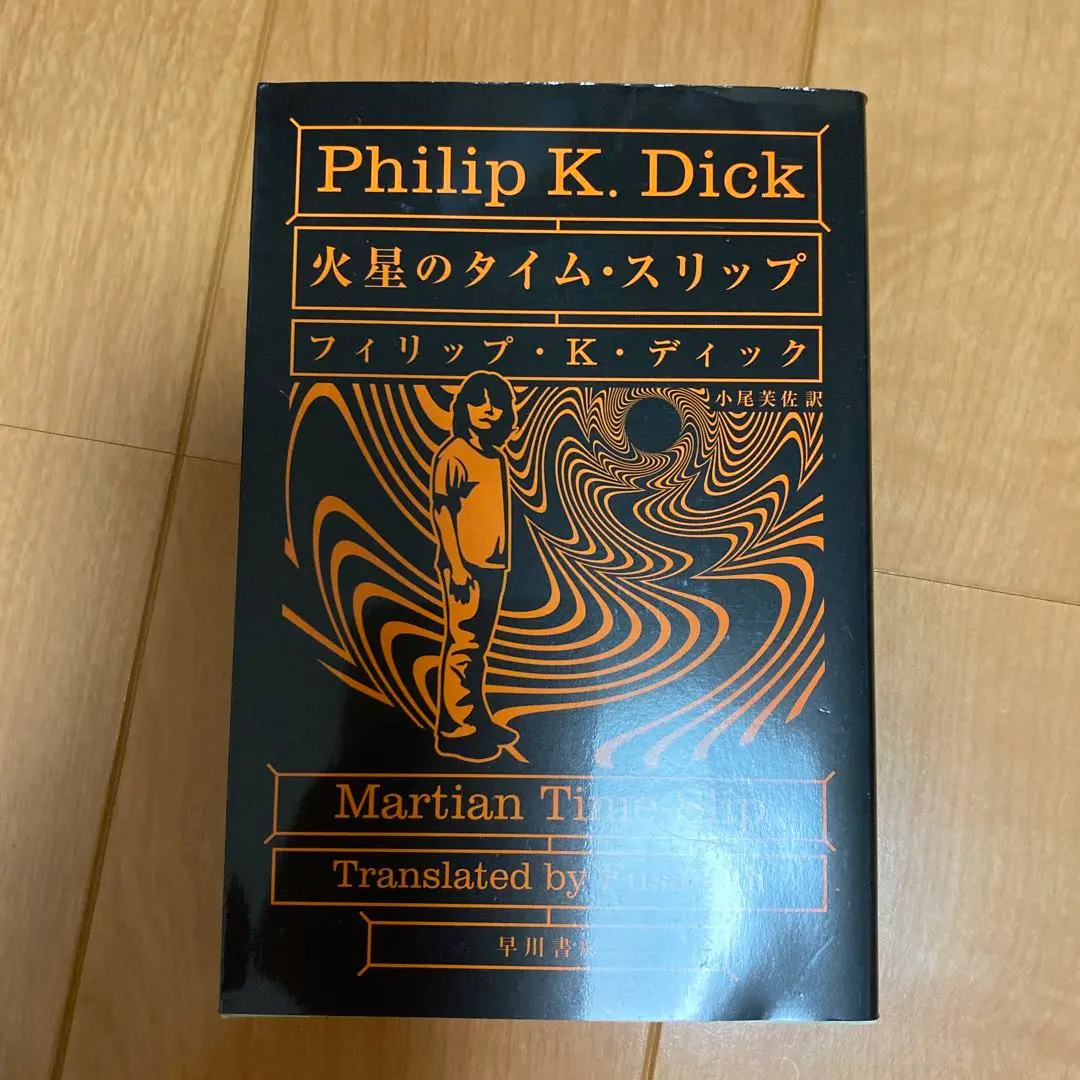 Philip K. Dick
火星のタイム・スリップ
フィリップ・K・ディック
小尾芙佐 訳
Martian Time-Slip
Translated by
早川書